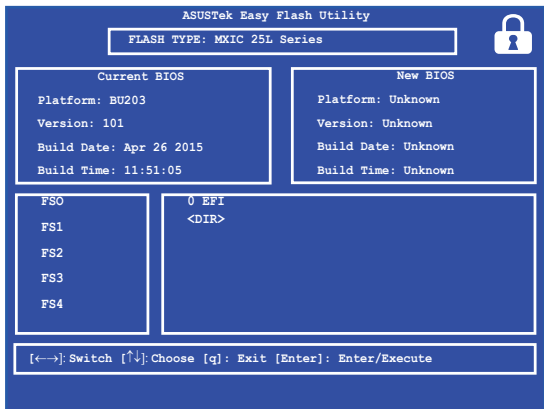 ASUSTek Easy Flash Utility
FLASH TYPE: MXIC 25L Series
Current BIOS
Platform: BU203
Version: 101
Build Date: Apr 26 2015
Build Time: 11:51:05
New BIOS
Platform: Unknown
Version: Unknown
Build Date: Unknown
Build Time: Unknown
FSO
FS1
FS2
FS3
FS4
0 EFI
<DIR>
[←→]: Switch [↑↓]: Choose [q]: Exit [Enter]: Enter/Execute